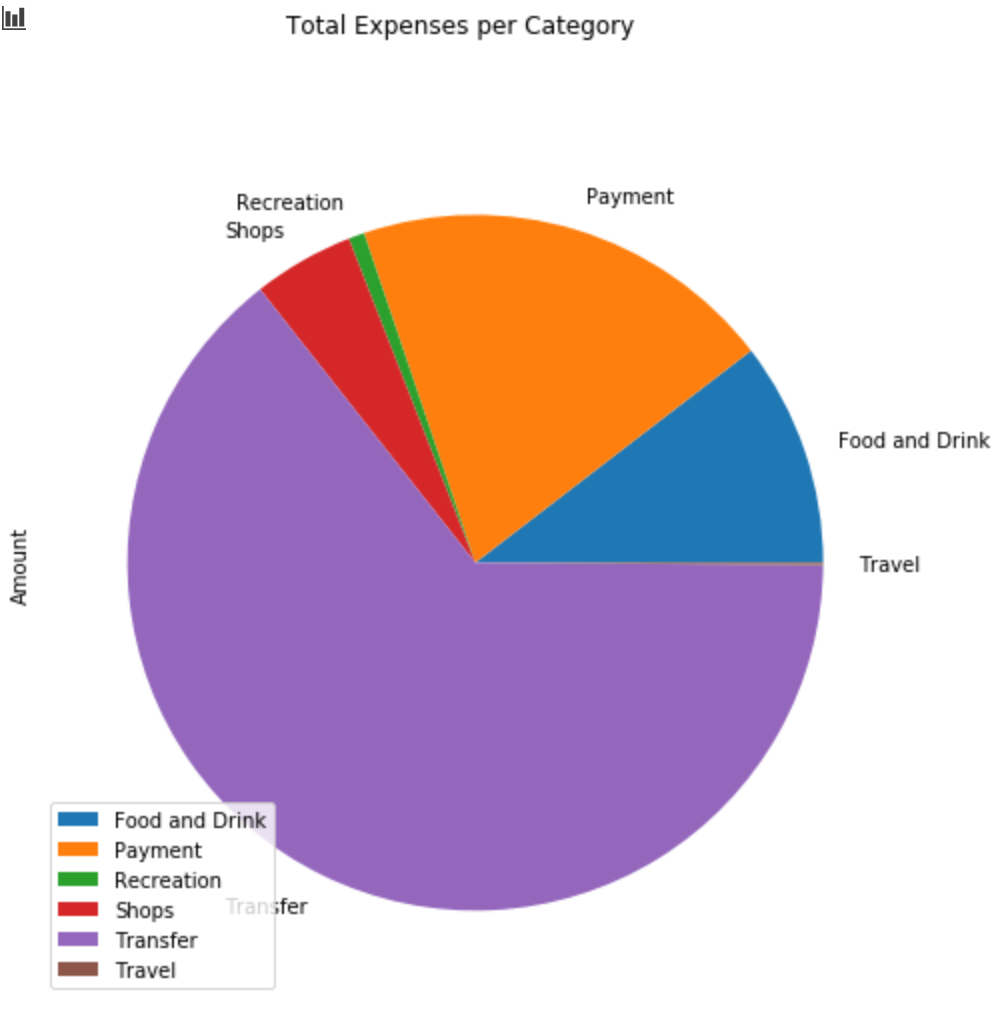 Total Expenses per Category
Recreation
Payment
Shops
Food and Drink
Amount
Travel
Food and Drink
Payment
Recreation
Shops
Transfer
Transfer
Travel